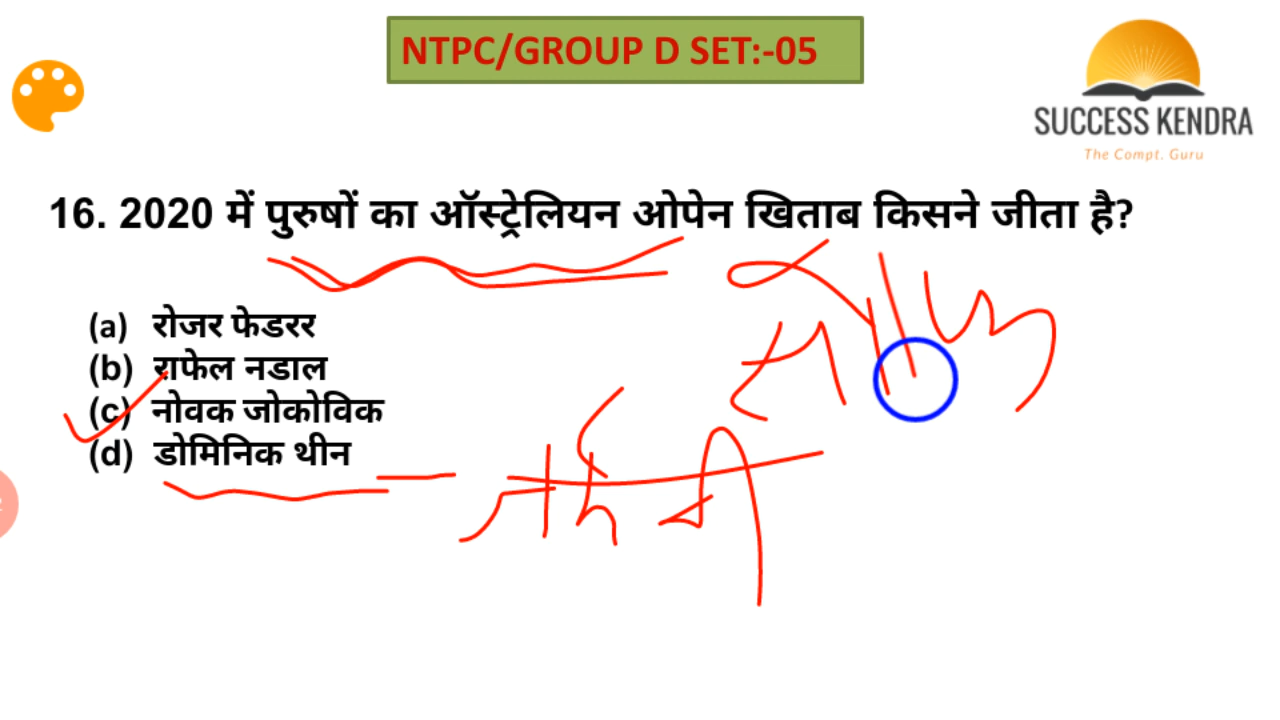 NTPC/GROUP D SET:-05
SUCCESS KENDRA
The Compt. Guru
16. 2020 में पुरुषों का ऑस्ट्रेलियन ओपेन खिताब किसने जीता है?
(a) रोजर फेडरर
(b) राफेल नडाल
(c) नोवक जोकोविक
(d) डोमिनिक थीन